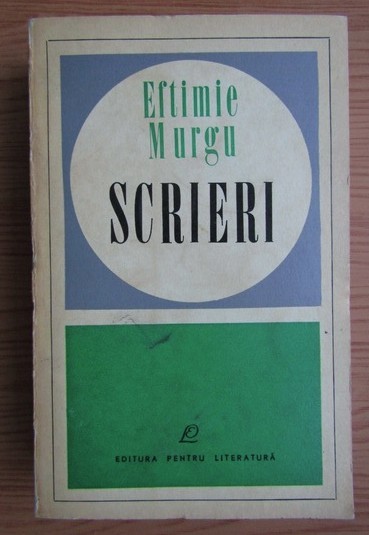 Eftimie
Murgu
SCRIERI
EDITURA PENTRU LITERATURĂ